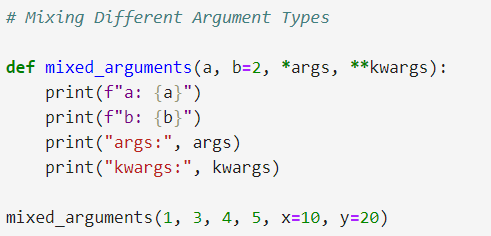 # Mixing Different Argument Types

def mixed_arguments(a, b=2, *args, **kwargs):
    print(f"a: {a}")
    print(f"b: {b}")
    print("args:", args)
    print("kwargs:", kwargs)

mixed_arguments(1, 3, 4, 5, x=10, y=20)